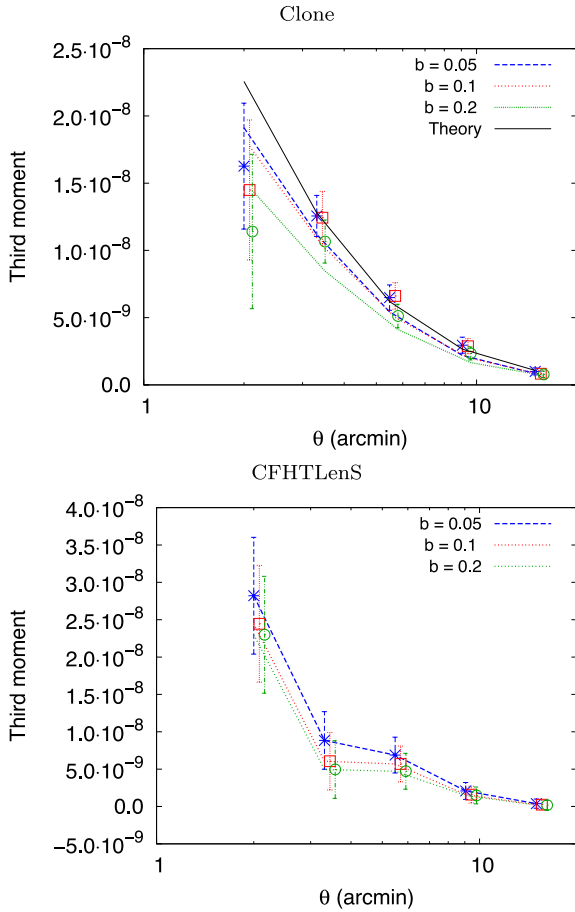 Clone
2.5·10⁻⁸
2.0·10⁻⁸
1.5·10⁻⁸
1.0·10⁻⁸
5.0·10⁻⁹
0.0
Third moment
b = 0.05
b = 0.1
b = 0.2
Theory
1 10
θ (arcmin)
CFHTLenS
4.0·10⁻⁸
3.5·10⁻⁸
3.0·10⁻⁸
2.5·10⁻⁸
2.0·10⁻⁸
1.5·10⁻⁸
1.0·10⁻⁸
5.0·10⁻⁹
0.0
−5.0·10⁻⁹
Third moment
b = 0.05
b = 0.1
b = 0.2
1 10
θ (arcmin)